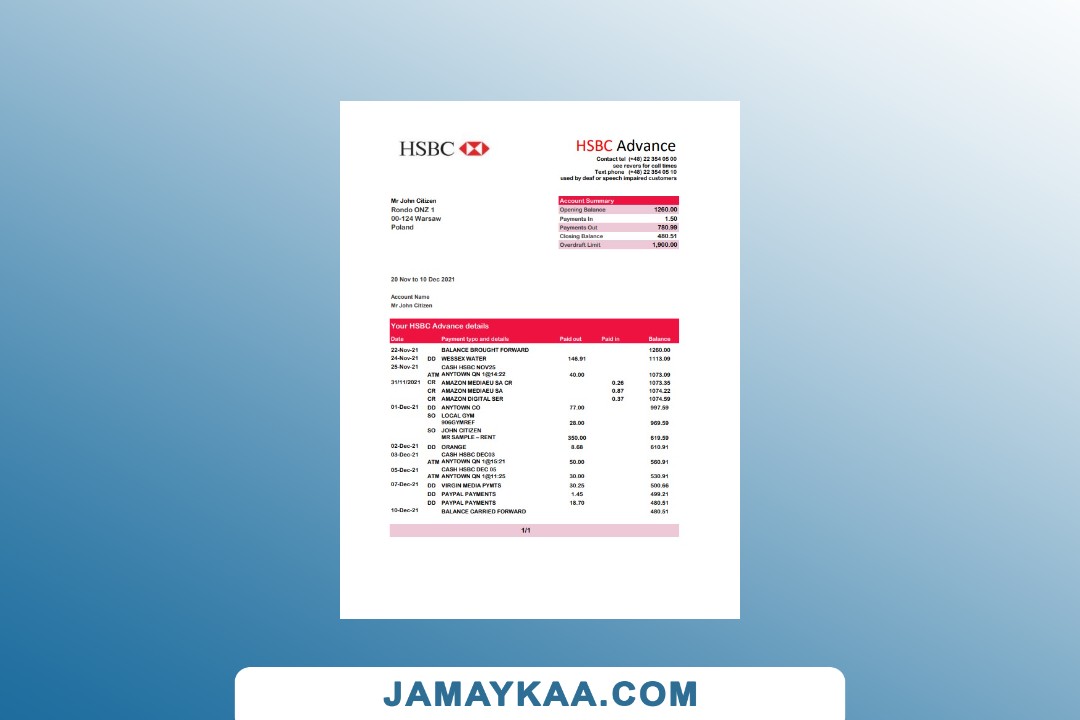 HSBC
HSBC Advance
Contact tel (+48) 22 354 05 00
see revers for call times
Text phone (+48) 22 354 05 10
used by deaf or speech impaired customers
Mr John Citizen
Rondo ONZ 1
00-124 Warsaw
Poland
Account Summary
Opening Balance 1260.00
Payments In 1.50
Payments Out 780.99
Closing Balance 480.51
Overdraft Limit 1,900.00
20 Nov to 10 Dec 2021
Account Name
Mr John Citizen
Your HSBC Advance details
Date Payment typo and details Paid out Paid in Balance
22-Nov-21 BALANCE BROUGHT FORWARD 1260.00
24-Nov-21 DD WESSEX WATER 146.91 1113.09
25-Nov-21 CASH HSBC NOV25
ATM ANYTOWN QN 1@14:22 40.00 1073.09
31/11/2021 CR AMAZON MEDIAEU SA CR 0.26 1073.35
CR AMAZON MEDIAEU SA 0.87 1074.22
CR AMAZON DIGITAL SER 0.37 1074.59
01-Dec-21 DD ANYTOWN CO 77.00 997.59
SO LOCAL GYM
906GYMREF 28.00 969.59
SO JOHN CITIZEN
MR SAMPLE – RENT 350.00 619.59
02-Dec-21 DD ORANGE 8.68 610.91
03-Dec-21 CASH HSBC DEC03
ATM ANYTOWN QN 1@15:21 50.00 560.91
05-Dec-21 CASH HSBC DEC 05
ATM ANYTOWN QN 1@11:25 30.00 530.91
07-Dec-21 DD VIRGIN MEDIA PYMTS 30.25 500.66
DD PAYPAL PAYMENTS 1.45 499.21
DD PAYPAL PAYMENTS 18.70 480.51
10-Dec-21 BALANCE CARRIED FORWARD 480.51
1/1
JAMAYKAA.COM